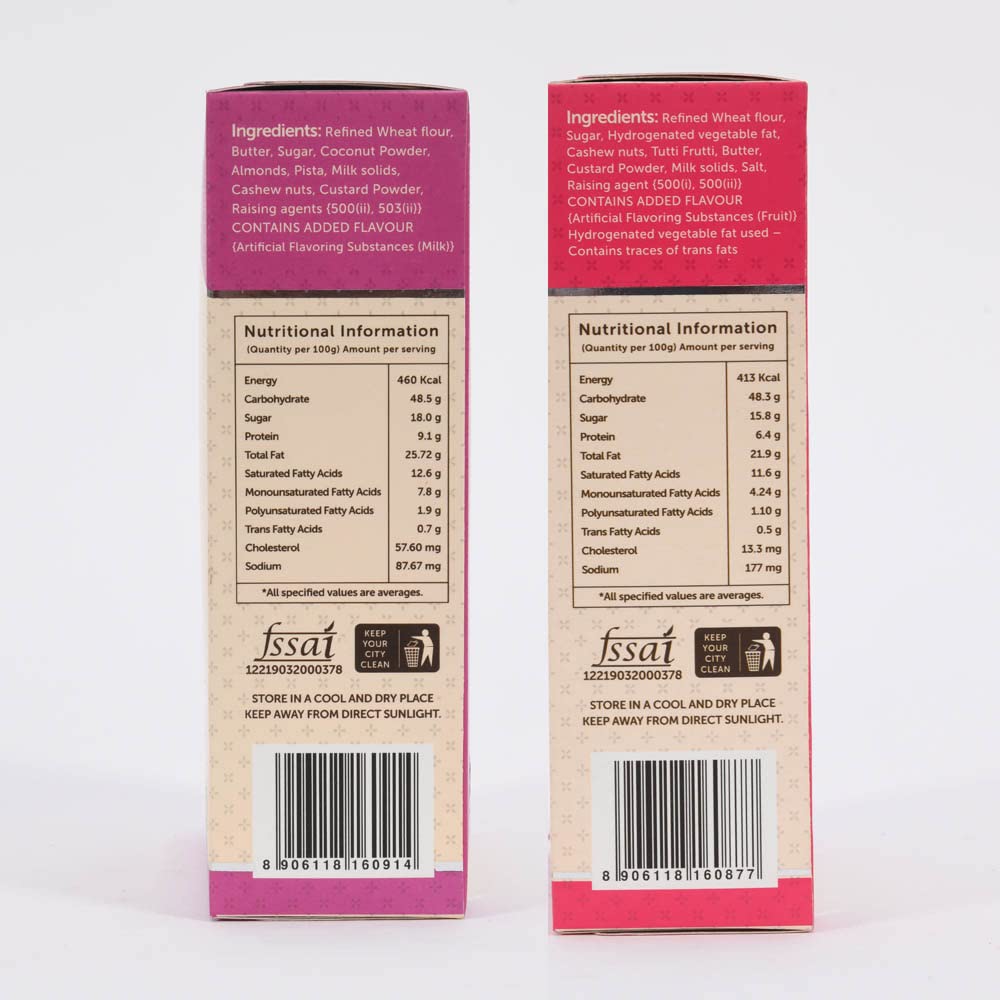 Ingredients: Refined Wheat flour,
Butter, Sugar, Coconut Powder,
Almonds, Pista, Milk solids,
Cashew nuts, Custard Powder,
Raising agents {500(ii), 503(ii)}
CONTAINS ADDED FLAVOUR
{Artificial Flavoring Substances (Milk)}
Nutritional Information
(Quantity per 100g) Amount per serving
Energy 460 Kcal
Carbohydrate 48.5 g
Sugar 18.0 g
Protein 9.1 g
Total Fat 25.72 g
Saturated Fatty Acids 12.6 g
Monounsaturated Fatty Acids 7.8 g
Polyunsaturated Fatty Acids 1.9 g
Trans Fatty Acids 0.7 g
Cholesterol 57.60 mg
Sodium 87.67 mg
*All specified values are averages.
fssai
12219032000378
KEEP
YOUR
CITY
CLEAN
STORE IN A COOL AND DRY PLACE
KEEP AWAY FROM DIRECT SUNLIGHT.
8 906118 160914
Ingredients: Refined Wheat flour,
Sugar, Hydrogenated vegetable fat,
Cashew nuts, Tutti Frutti, Butter,
Custard Powder, Milk solids, Salt,
Raising agent {500(i), 500(ii)}
CONTAINS ADDED FLAVOUR
{Artificial Flavoring Substances (Fruit)}
Hydrogenated vegetable fat used –
Contains traces of trans fats
Nutritional Information
(Quantity per 100g) Amount per serving
Energy 413 Kcal
Carbohydrate 48.3 g
Sugar 15.8 g
Protein 6.4 g
Total Fat 21.9 g
Saturated Fatty Acids 11.6 g
Monounsaturated Fatty Acids 4.24 g
Polyunsaturated Fatty Acids 1.10 g
Trans Fatty Acids 0.5 g
Cholesterol 13.3 mg
Sodium 177 mg
*All specified values are averages.
fssai
12219032000378
KEEP
YOUR
CITY
CLEAN
STORE IN A COOL AND DRY PLACE
KEEP AWAY FROM DIRECT SUNLIGHT.
8 906118 160877